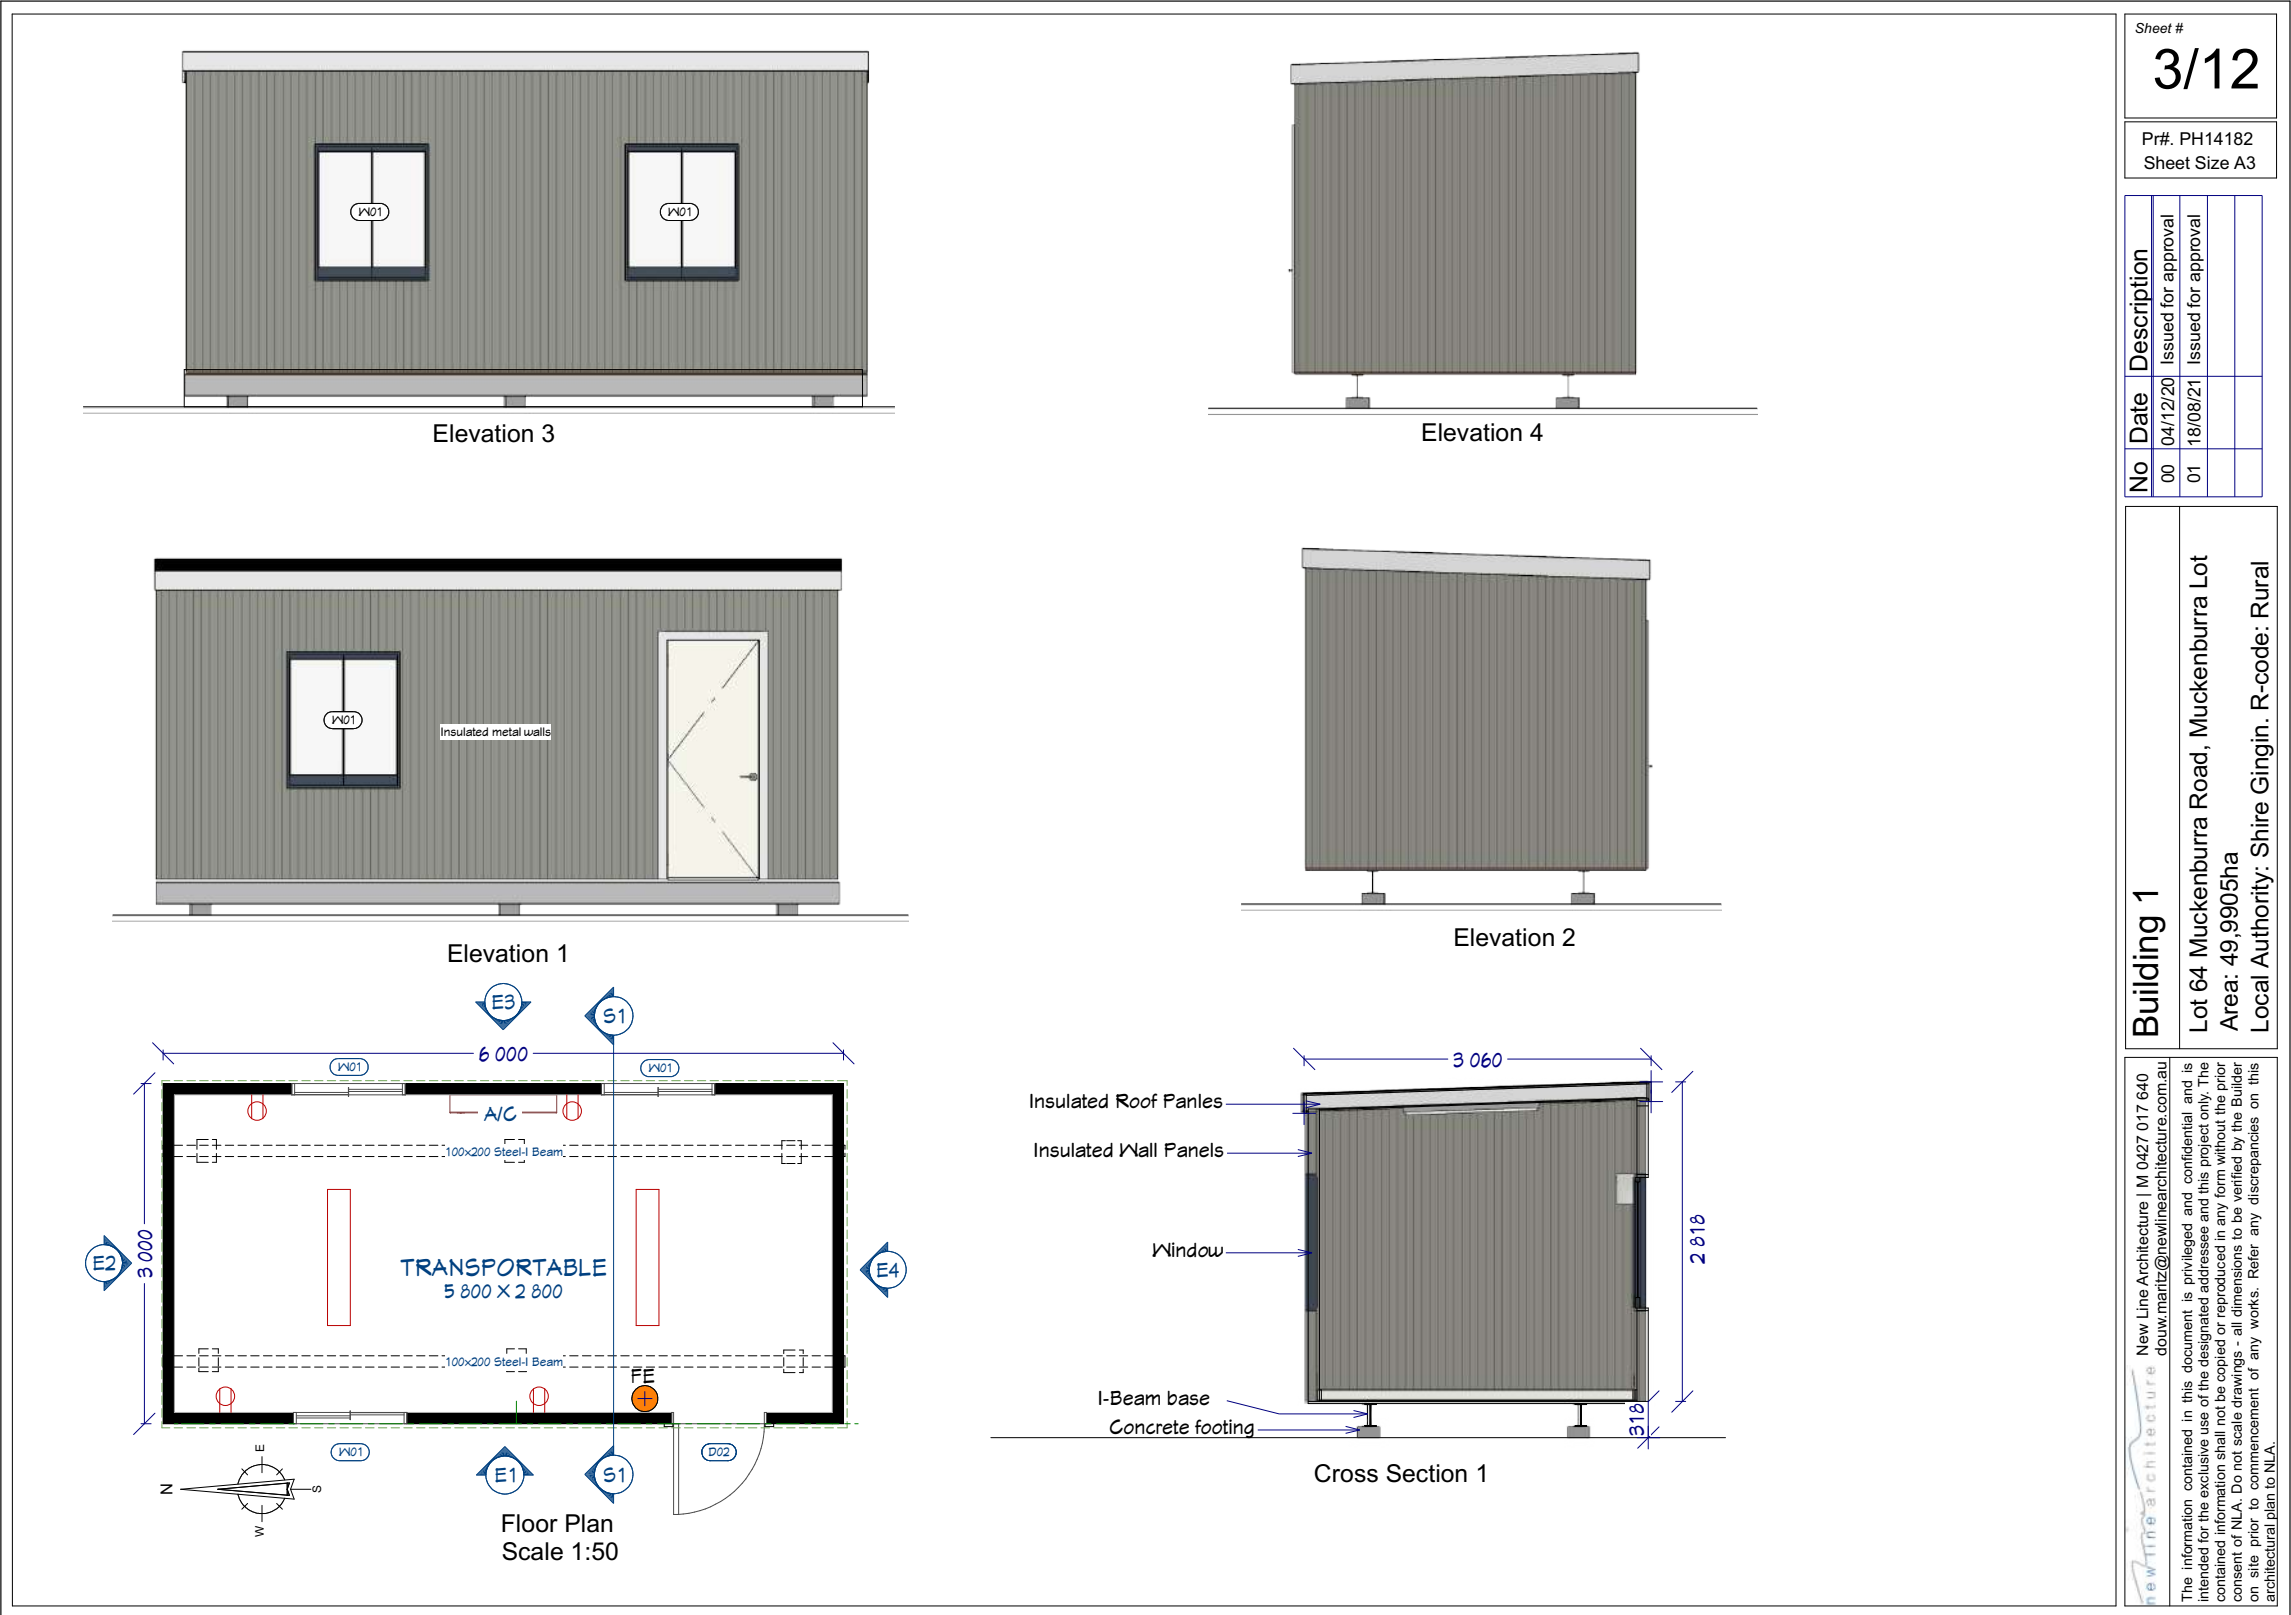 W01
W01
Elevation 3
Elevation 4
W01
Insulated metal walls
Elevation 1
Elevation 2
E3
S1
6 000
W01
W01
A/C
100x200 Steel-I Beam
E2
3 000
TRANSPORTABLE
5 800 X 2 800
E4
100x200 Steel-I Beam
FE
W01
E1
S1
D02
N
E
S
W
Floor Plan
Scale 1:50
3 060
Insulated Roof Panles
Insulated Wall Panels
Window
2 818
I-Beam base
Concrete footing
318
Cross Section 1
Sheet #
3/12
Pr#. PH14182
Sheet Size A3
No Date Description
00 04/12/20 Issued for approval
01 18/08/21 Issued for approval
Building 1
Lot 64 Muckenburra Road, Muckenburra Lot
Area: 49,9905ha
Local Authority: Shire Gingin. R-code: Rural
new line architecture
New Line Architecture | M 0427 017 640
douw.maritz@newlinearchitecture.com.au
The information contained in this document is privileged and confidential and is
intended for the exclusive use of the designated addressee and this project only. The
contained information shall not be copied or reproduced in any form without the prior
consent of NLA. Do not scale drawings - all dimensions to be verified by the Builder
on site prior to commencement of any works. Refer any discrepancies on this
architectural plan to NLA.